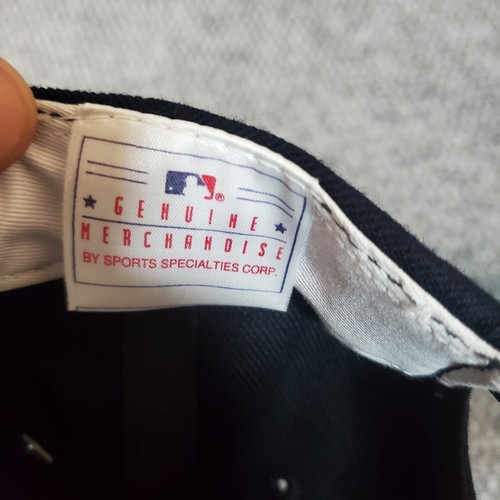 ®
GENUINE
MERCHANDISE
BY SPORTS SPECIALTIES CORP.